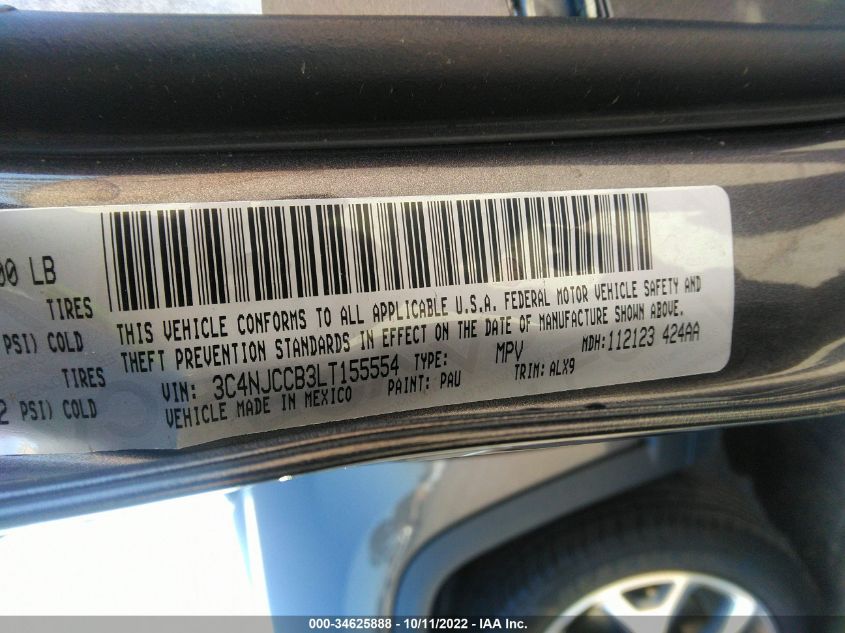 00 LB
TIRES
PSI) COLD
2 PSI) COLD
THIS VEHICLE CONFORMS TO ALL APPLICABLE U.S.A. FEDERAL MOTOR VEHICLE SAFETY AND
THEFT PREVENTION STANDARDS IN EFFECT ON THE DATE OF MANUFACTURE SHOWN ABOVE.
VIN: 3C4NJCCB3LT155554 TYPE: MPV MDH:112123 424AA
VEHICLE MADE IN MEXICO PAINT: PAU TRIM: ALX9
TIRES
000-34625888 - 10/11/2022 - IAA Inc.